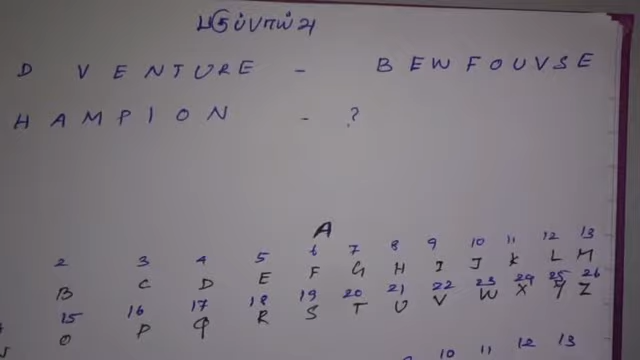 பகுப்பாய்வு
D V E N T U R E - B E W F O U V S E
H A M P I O N - ?
A
2 3 4 5 6 7 8 9 10 11 12 13
B C D E F G H I J K L M
15 16 17 18 19 20 21 22 23 24 25 26
O P Q R S T U V W X Y Z
10 11 12 13